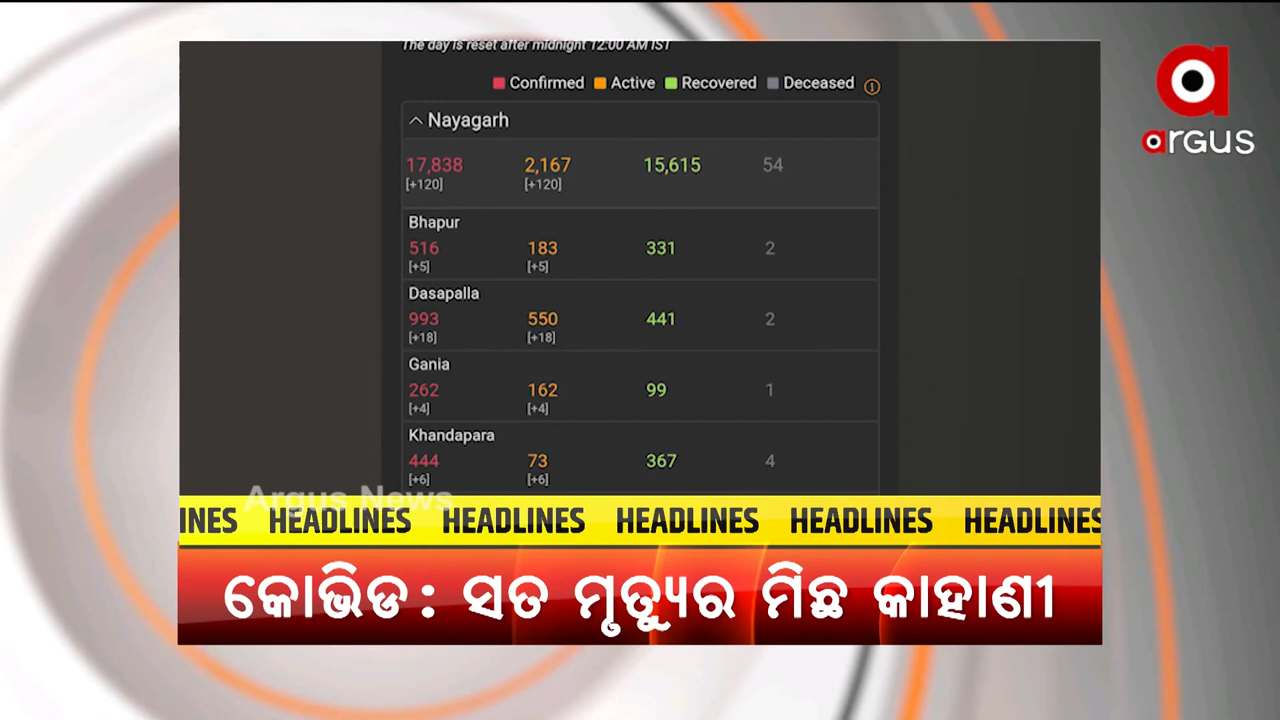 The day is reset after midnight 12:00 AM IST
Confirmed Active Recovered Deceased
argus
Nayagarh
17,838 2,167 15,615 54
[+120] [+120]
Bhapur
516 183 331 2
[+5] [+5]
Dasapalla
993 550 441 2
[+18] [+18]
Gania
262 162 99 1
[+4] [+4]
Khandapara
444 73 367 4
[+6] [+6]
Argus News
INES HEADLINES HEADLINES HEADLINES HEADLINES HEADLINES
କୋଭିଡ : ସତ ମୃତ୍ୟୁର ମିଛ କାହାଣୀ